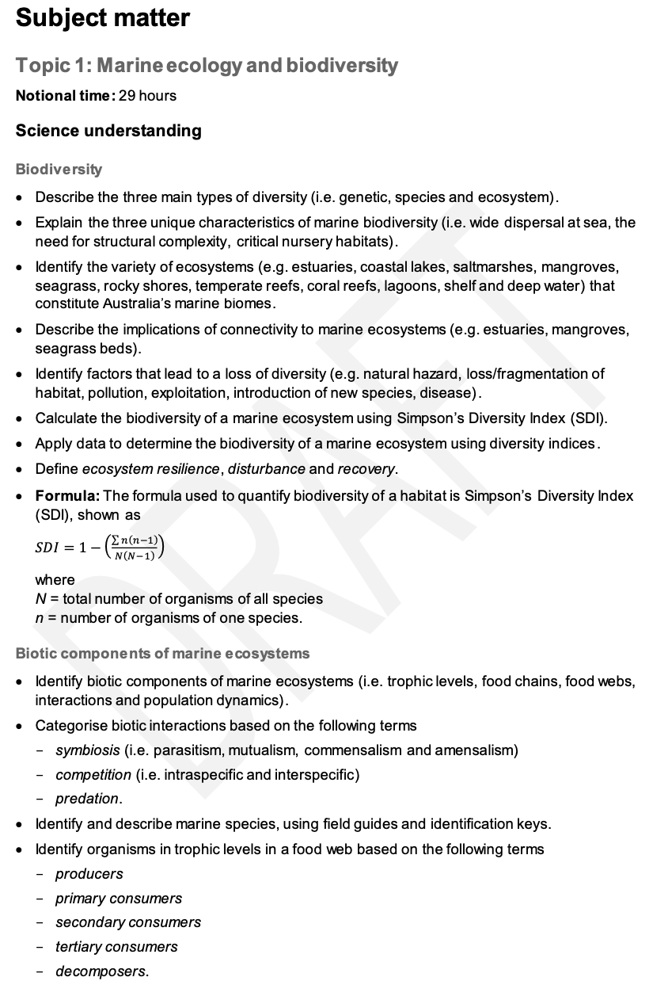 Subject matter
Topic 1: Marine ecology and biodiversity
Notional time: 29 hours
Science understanding
Biodiversity
• Describe the three main types of diversity (i.e. genetic, species and ecosystem).
• Explain the three unique characteristics of marine biodiversity (i.e. wide dispersal at sea, the
need for structural complexity, critical nursery habitats).
• Identify the variety of ecosystems (e.g. estuaries, coastal lakes, saltmarshes, mangroves,
seagrass, rocky shores, temperate reefs, coral reefs, lagoons, shelf and deep water) that
constitute Australia's marine biomes.
• Describe the implications of connectivity to marine ecosystems (e.g. estuaries, mangroves,
seagrass beds).
• Identify factors that lead to a loss of diversity (e.g. natural hazard, loss/fragmentation of
habitat, pollution, exploitation, introduction of new species, disease).
• Calculate the biodiversity of a marine ecosystem using Simpson's Diversity Index (SDI).
• Apply data to determine the biodiversity of a marine ecosystem using diversity indices.
• Define ecosystem resilience, disturbance and recovery.
• Formula: The formula used to quantify biodiversity of a habitat is Simpson's Diversity Index
(SDI), shown as
SDI = 1 − (∑n(n−1)/N(N−1))
where
N = total number of organisms of all species
n = number of organisms of one species.
Biotic components of marine ecosystems
• Identify biotic components of marine ecosystems (i.e. trophic levels, food chains, food webs,
interactions and population dynamics).
• Categorise biotic interactions based on the following terms
− symbiosis (i.e. parasitism, mutualism, commensalism and amensalism)
− competition (i.e. intraspecific and interspecific)
− predation.
• Identify and describe marine species, using field guides and identification keys.
• Identify organisms in trophic levels in a food web based on the following terms
− producers
− primary consumers
− secondary consumers
− tertiary consumers
− decomposers.
DRAFT